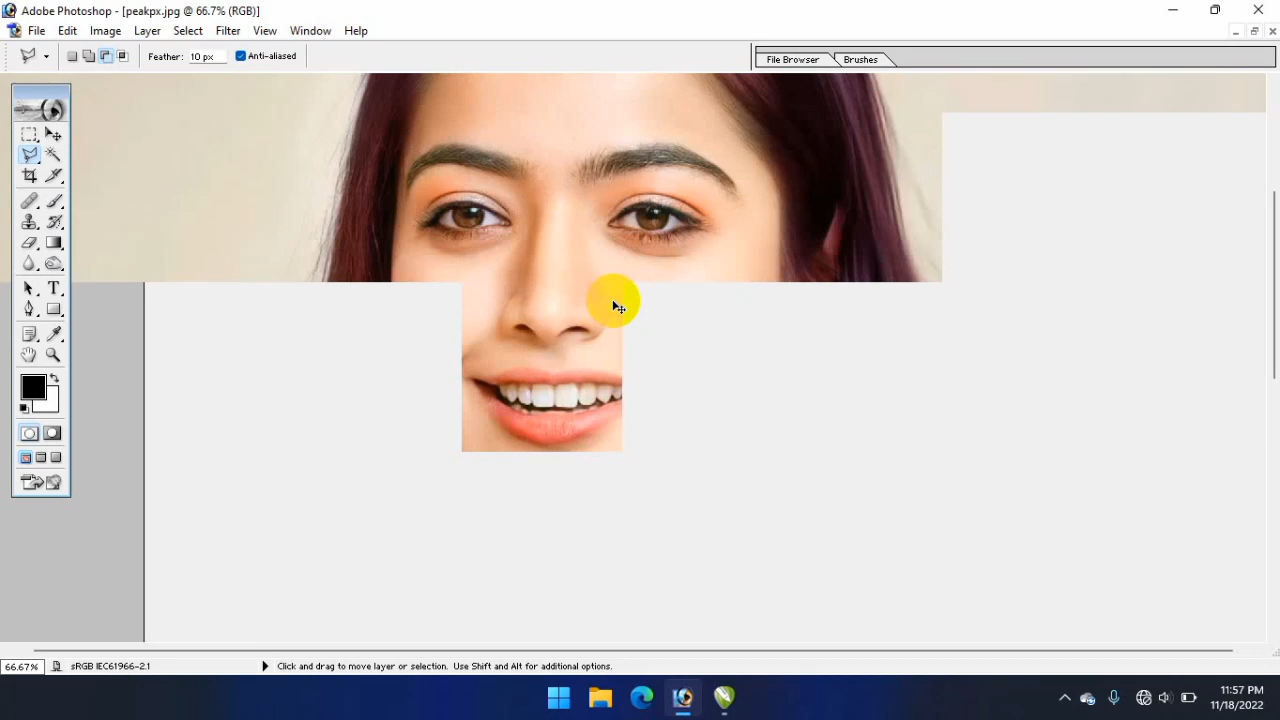 Adobe Photoshop - [peakpx.jpg @ 66.7% (RGB)]
File Edit Image Layer Select Filter View Window Help
Feather: 10 px Anti-aliased File Browser Brushes
T
66.67% sRGB IEC61966-2.1 Click and drag to move layer or selection. Use Shift and Alt for additional options.
11:57 PM
11/18/2022